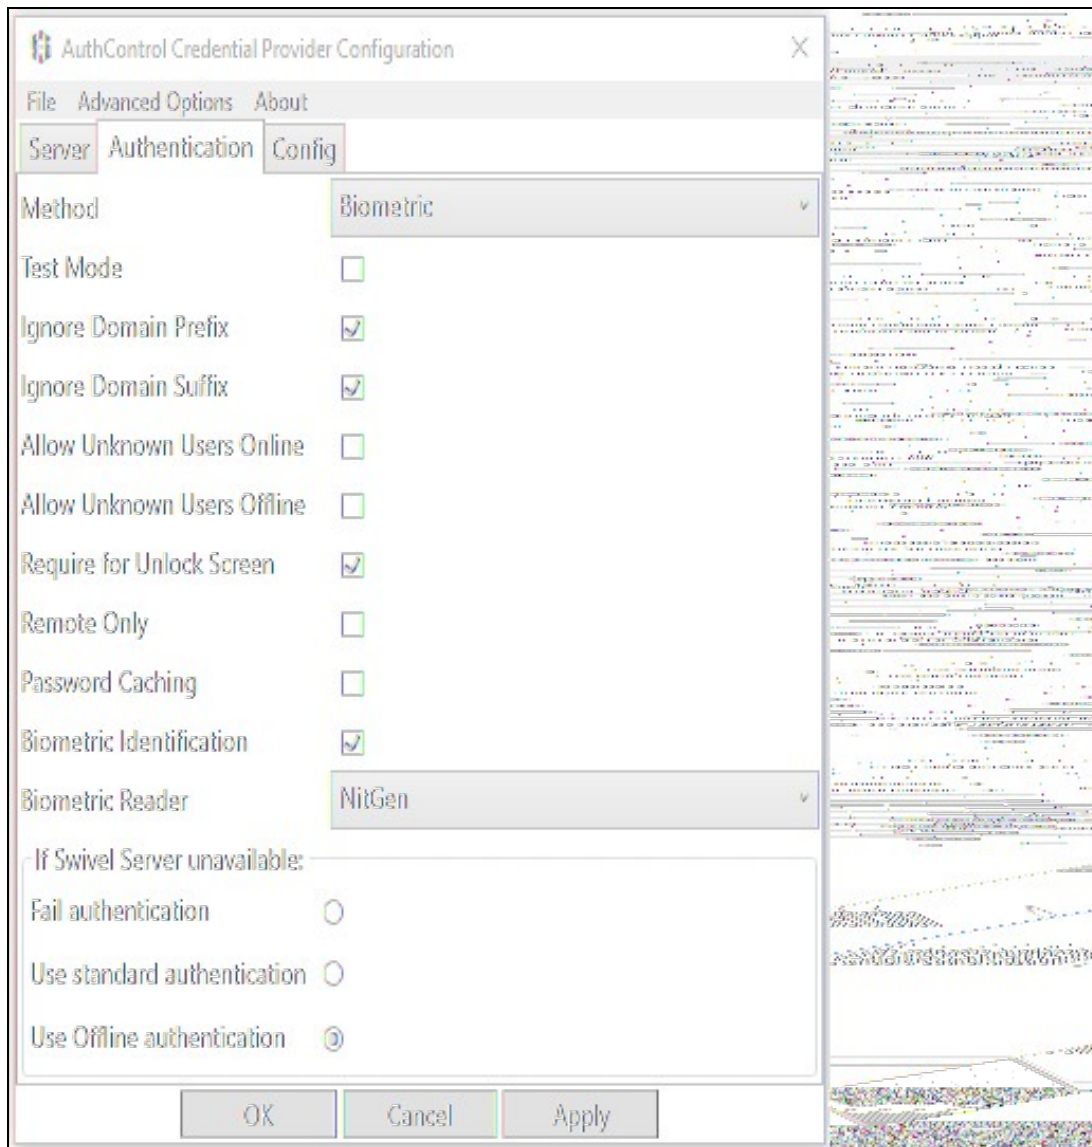 AuthControl Credential Provider Configuration
File Advanced Options About
Server Authentication Config
Method Biometric
Test Mode
Ignore Domain Prefix
Ignore Domain Suffix
Allow Unknown Users Online
Allow Unknown Users Offline
Require for Unlock Screen
Remote Only
Password Caching
Biometric Identification
Biometric Reader NitGen
If Swivel Server unavailable:
Fail authentication
Use standard authentication
Use Offline authentication
OK Cancel Apply